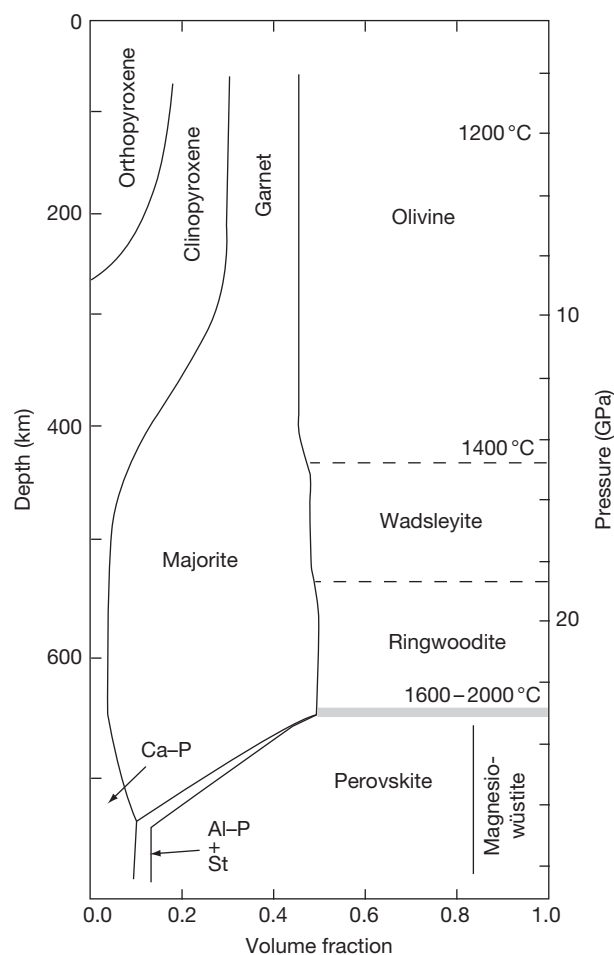 0
200
400
600
Depth (km)
Orthopyroxene
Clinopyroxene
Garnet
Olivine
1200 °C
1400 °C
Wadsleyite
Majorite
Ringwoodite
1600–2000 °C
Ca–P
Perovskite
Magnesio-
wüstite
Al–P
+
St
10
20
Pressure (GPa)
0.0
0.2
0.4
0.6
0.8
1.0
Volume fraction